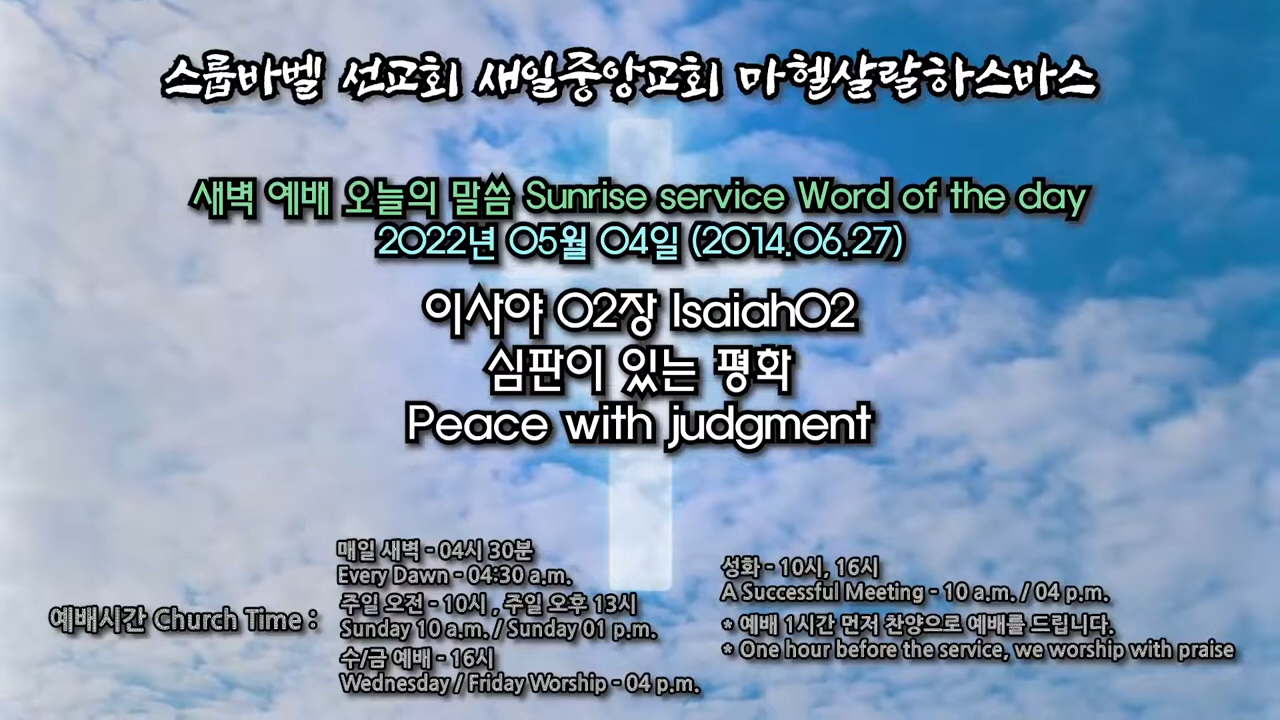 스룹바벨 선교회 새일중앙교회 마헬살랄하스바스
새벽 예배 오늘의 말씀 Sunrise service Word of the day
2022년 05월 04일 (2014.06.27)
이사야 02장 Isaiah02
심판이 있는 평화
Peace with judgment
예배시간 Church Time :
매일 새벽 - 04시 30분
Every Dawn - 04:30 a.m.
주일 오전 - 10시 , 주일 오후 13시
Sunday 10 a.m. / Sunday 01 p.m.
수/금 예배 - 16시
Wednesday / Friday Worship - 04 p.m.
성화 - 10시, 16시
A Successful Meeting - 10 a.m. / 04 p.m.
* 예배 1시간 먼저 찬양으로 예배를 드립니다.
* One hour before the service, we worship with praise